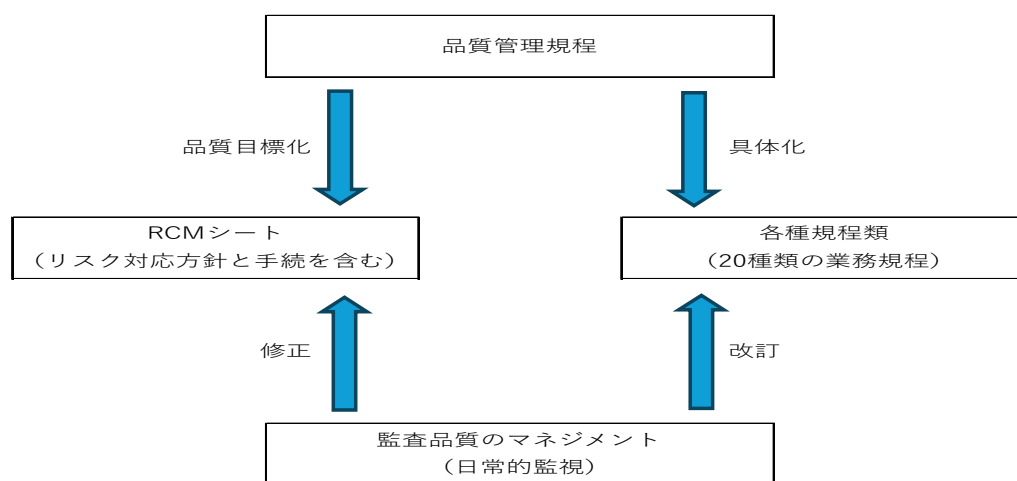 品質管理規程
品質目標化
具体化
RCMシート
（リスク対応方針と手続を含む）
各種規程類
（20種類の業務規程）
修正
改訂
監査品質のマネジメント
（日常的監視）